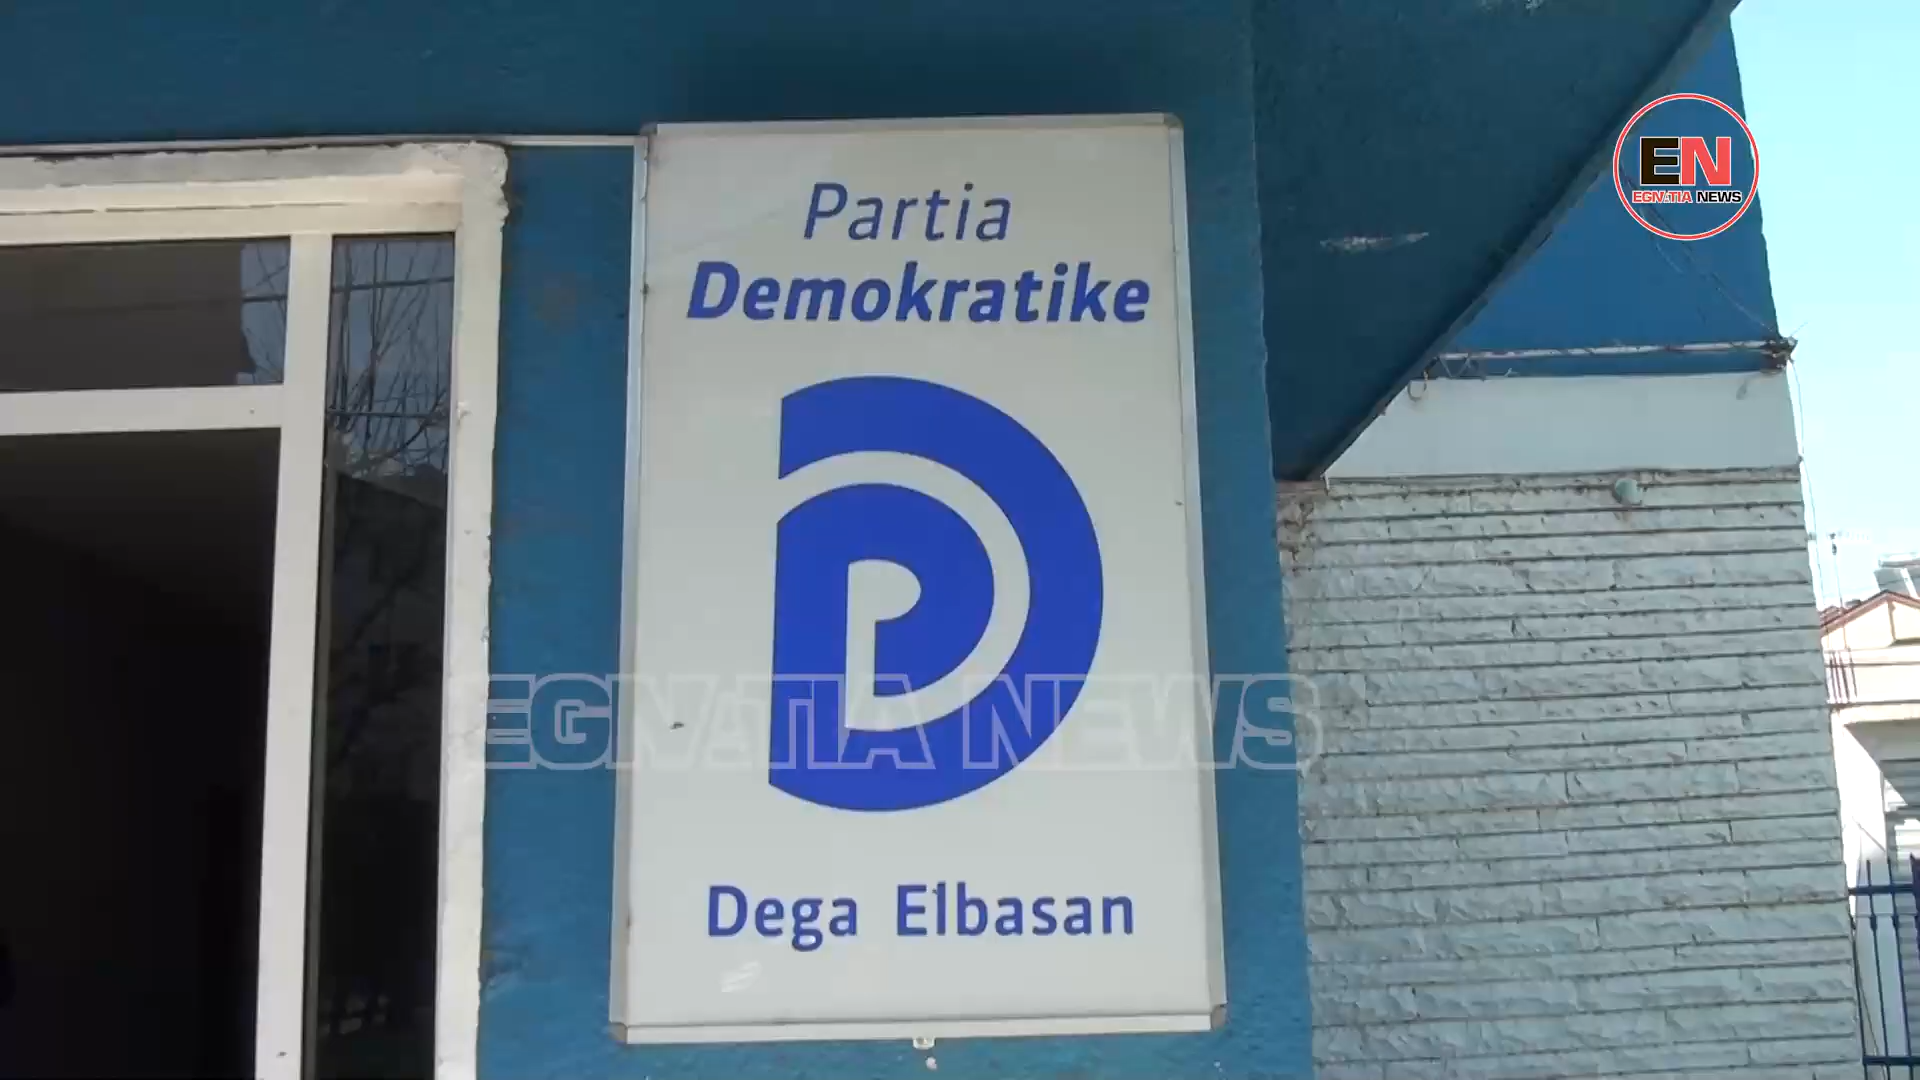 EN
EGNATIA NEWS
Partia
Demokratike
EGNATIA NEWS
Dega Elbasan